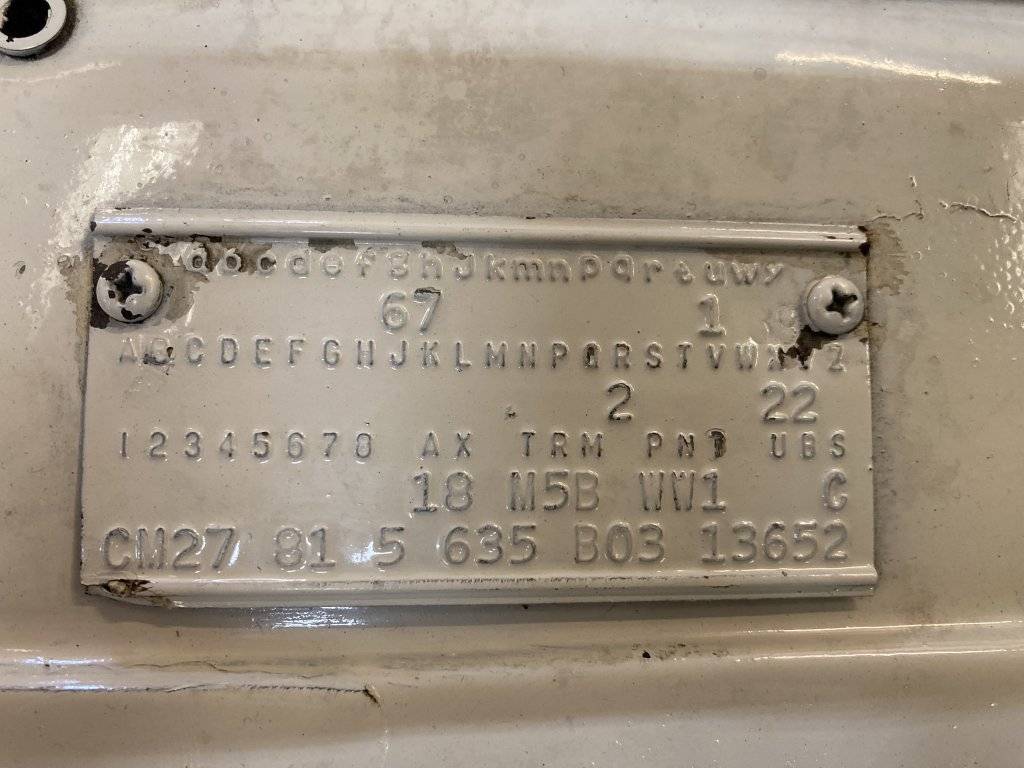 abcdefghJkmnpqrtuwy
67 1
ABCDEFGHJKLMNPQRSTVWXYZ
2 22
12345678 AX TRM PNT UBS
18 M5B WW1 C
CM27 81 5 635 B03 13652